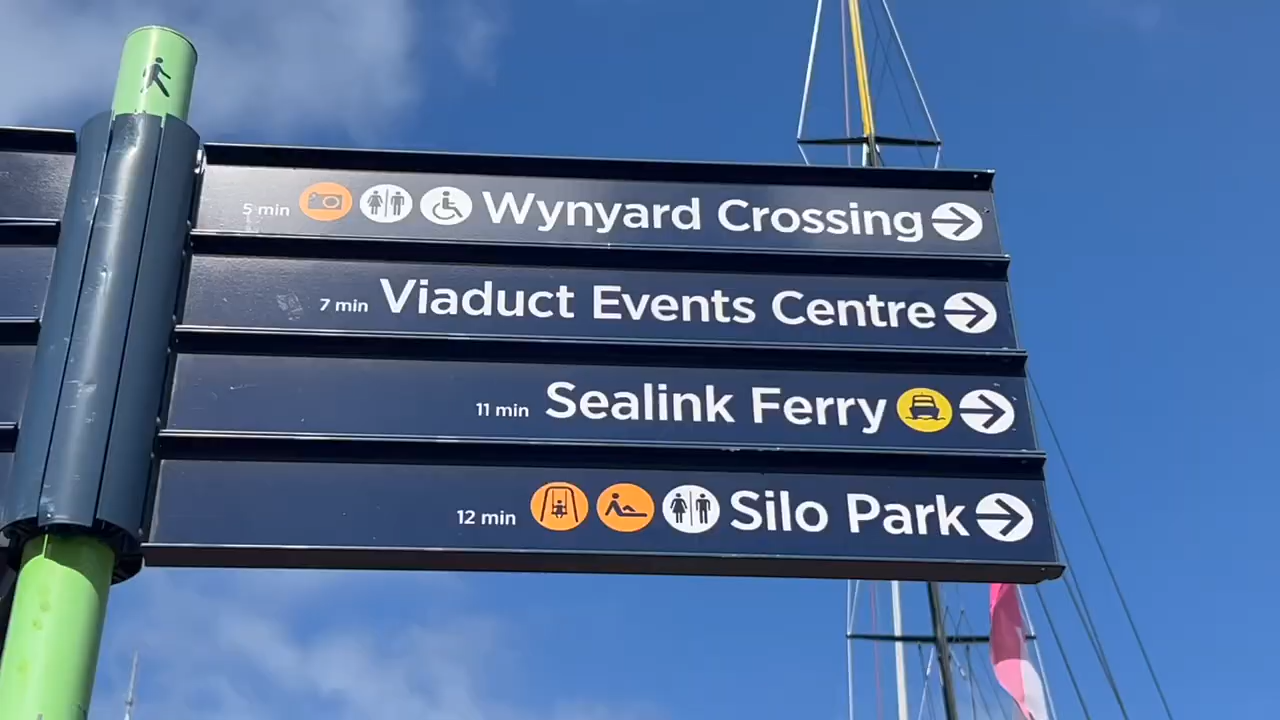 5 min Wynyard Crossing
7 min Viaduct Events Centre
11 min Sealink Ferry
12 min Silo Park